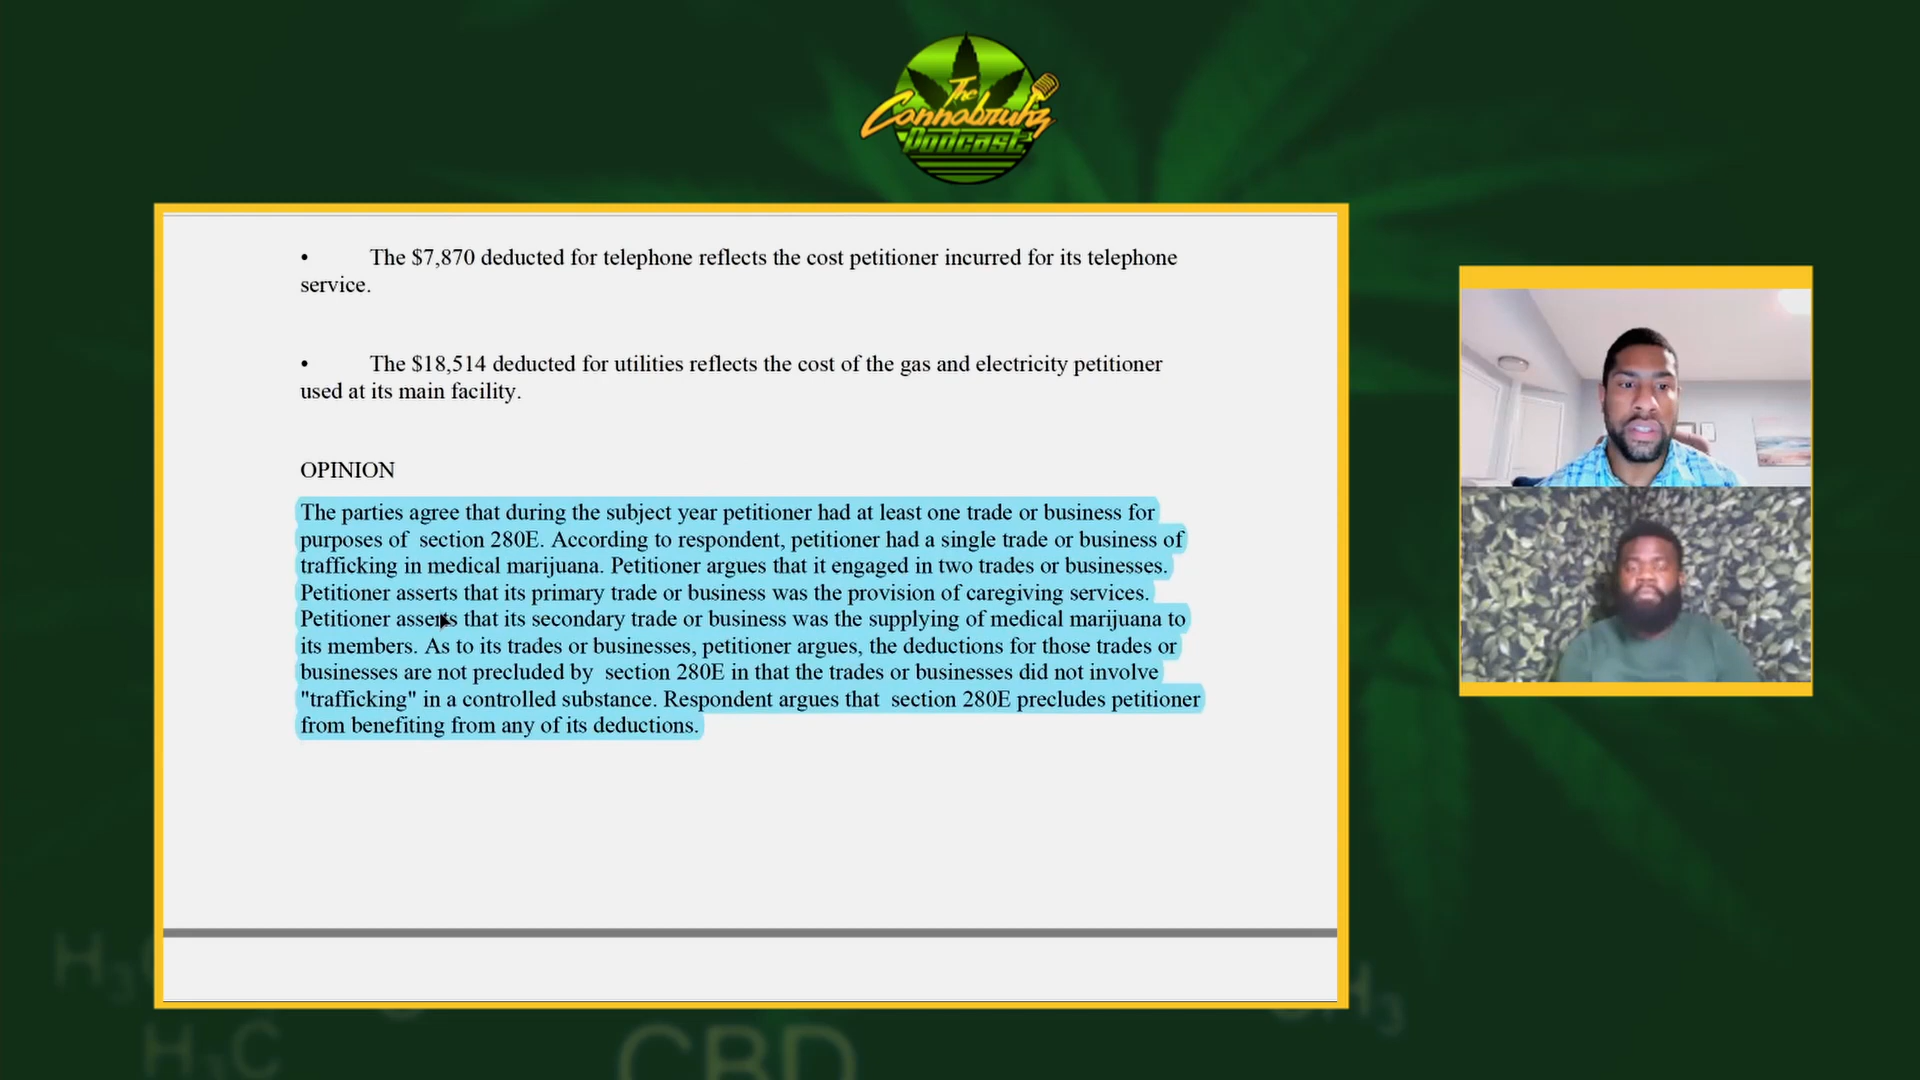 The
Cannabruhz
Podcast
• The $7,870 deducted for telephone reflects the cost petitioner incurred for its telephone
service.
• The $18,514 deducted for utilities reflects the cost of the gas and electricity petitioner
used at its main facility.
OPINION
The parties agree that during the subject year petitioner had at least one trade or business for
purposes of section 280E. According to respondent, petitioner had a single trade or business of
trafficking in medical marijuana. Petitioner argues that it engaged in two trades or businesses.
Petitioner asserts that its primary trade or business was the provision of caregiving services.
Petitioner asserts that its secondary trade or business was the supplying of medical marijuana to
its members. As to its trades or businesses, petitioner argues, the deductions for those trades or
businesses are not precluded by section 280E in that the trades or businesses did not involve
"trafficking" in a controlled substance. Respondent argues that section 280E precludes petitioner
from benefiting from any of its deductions.
H₃C
H₃C
CBD